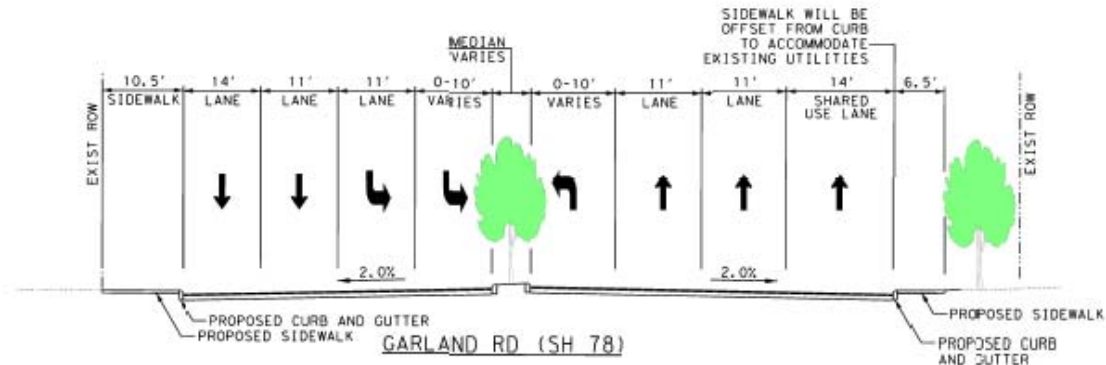 SIDEWALK WILL BE
OFFSET FROM CURB
TO ACCOMMODATE
EXISTING UTILITIES
MEDIAN
VARIES
10.5' 14' 11' 11' 0-10' 0-10' 11' 11' 14' 6.5'
SIDEWALK LANE LANE LANE VARIES VARIES LANE LANE SHARED
USE LANE
EXIST ROW
EXIST ROW
2.0% 2.0%
PROPOSED CURB AND GUTTER
PROPOSED SIDEWALK
GARLAND RD (SH 78)
PROPOSED SIDEWALK
PROPOSED CURB
AND GUTTER